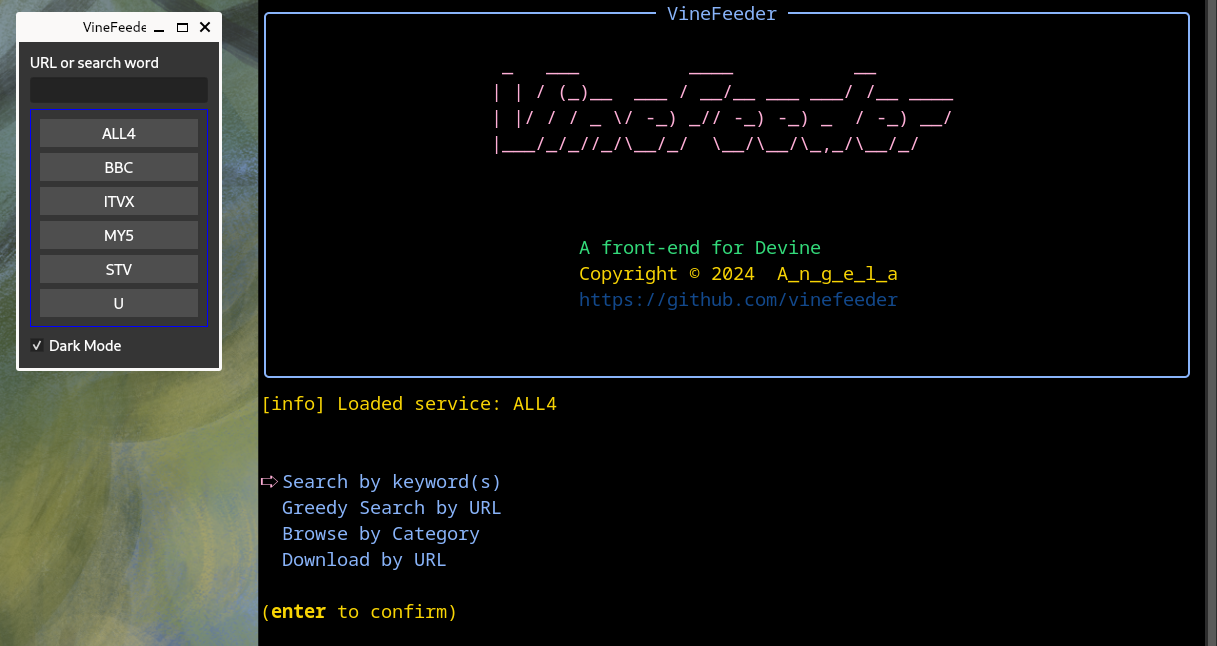 VineFeede
URL or search word
ALL4
BBC
ITVX
MY5
STV
U
Dark Mode
VineFeeder
VineFeeder
A front-end for Devine
Copyright © 2024  A_n_g_e_l_a
https://github.com/vinefeeder
[info] Loaded service: ALL4
Search by keyword(s)
Greedy Search by URL
Browse by Category
Download by URL
(enter to confirm)